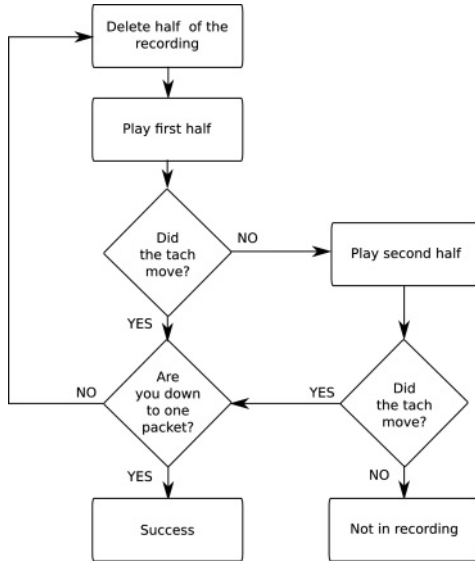 Delete half of the
recording
Play first half
Did
the tach
move?
NO
Play second half
YES
Are
you down
to one
packet?
NO
YES
Did
the tach
move?
YES
NO
Success
Not in recording